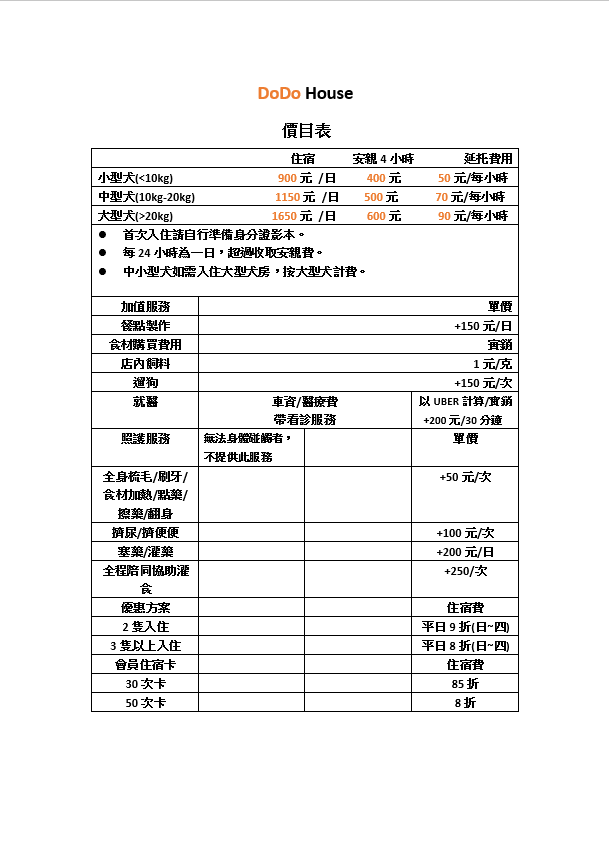 DoDo House
價目表
住宿 安親 4 小時 延托費用
小型犬(<10kg) 900 元 /日 400 元 50 元/每小時
中型犬(10kg-20kg) 1150 元 /日 500 元 70 元/每小時
大型犬(>20kg) 1650 元 /日 600 元 90 元/每小時
● 首次入住請自行準備身分證影本。
● 每 24 小時為一日，超過收取安親費。
● 中小型犬如需入住大型犬房，按大型犬計費。
加值服務 單價
餐點製作 +150 元/日
食材購買費用 實銷
店內飼料 1 元/克
遛狗 +150 元/次
就醫 車資/醫療費 以 UBER 計算/實銷
帶看診服務 +200 元/30 分鐘
照護服務 無法身體碰觸者， 單價
不提供此服務
全身梳毛/刷牙/ +50 元/次
食材加熱/點藥/
擦藥/翻身
擠尿/擠便便 +100 元/次
塞藥/灌藥 +200 元/日
全程陪同協助灌 +250/次
食
優惠方案 住宿費
2 隻入住 平日 9 折(日~四)
3 隻以上入住 平日 8 折(日~四)
會員住宿卡 住宿費
30 次卡 85 折
50 次卡 8 折